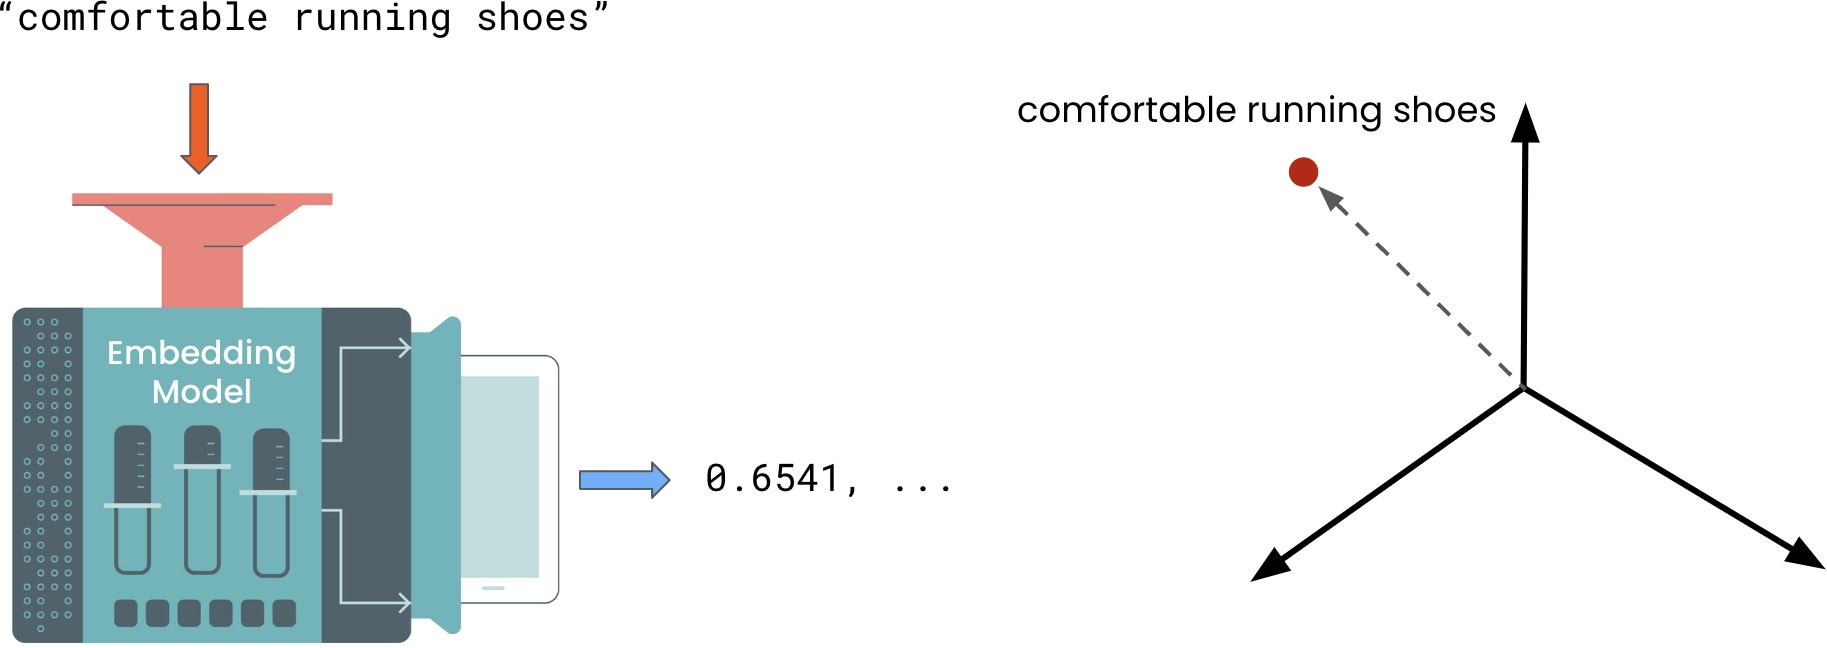 “comfortable running shoes”
comfortable running shoes
Embedding
Model
0.6541, ...